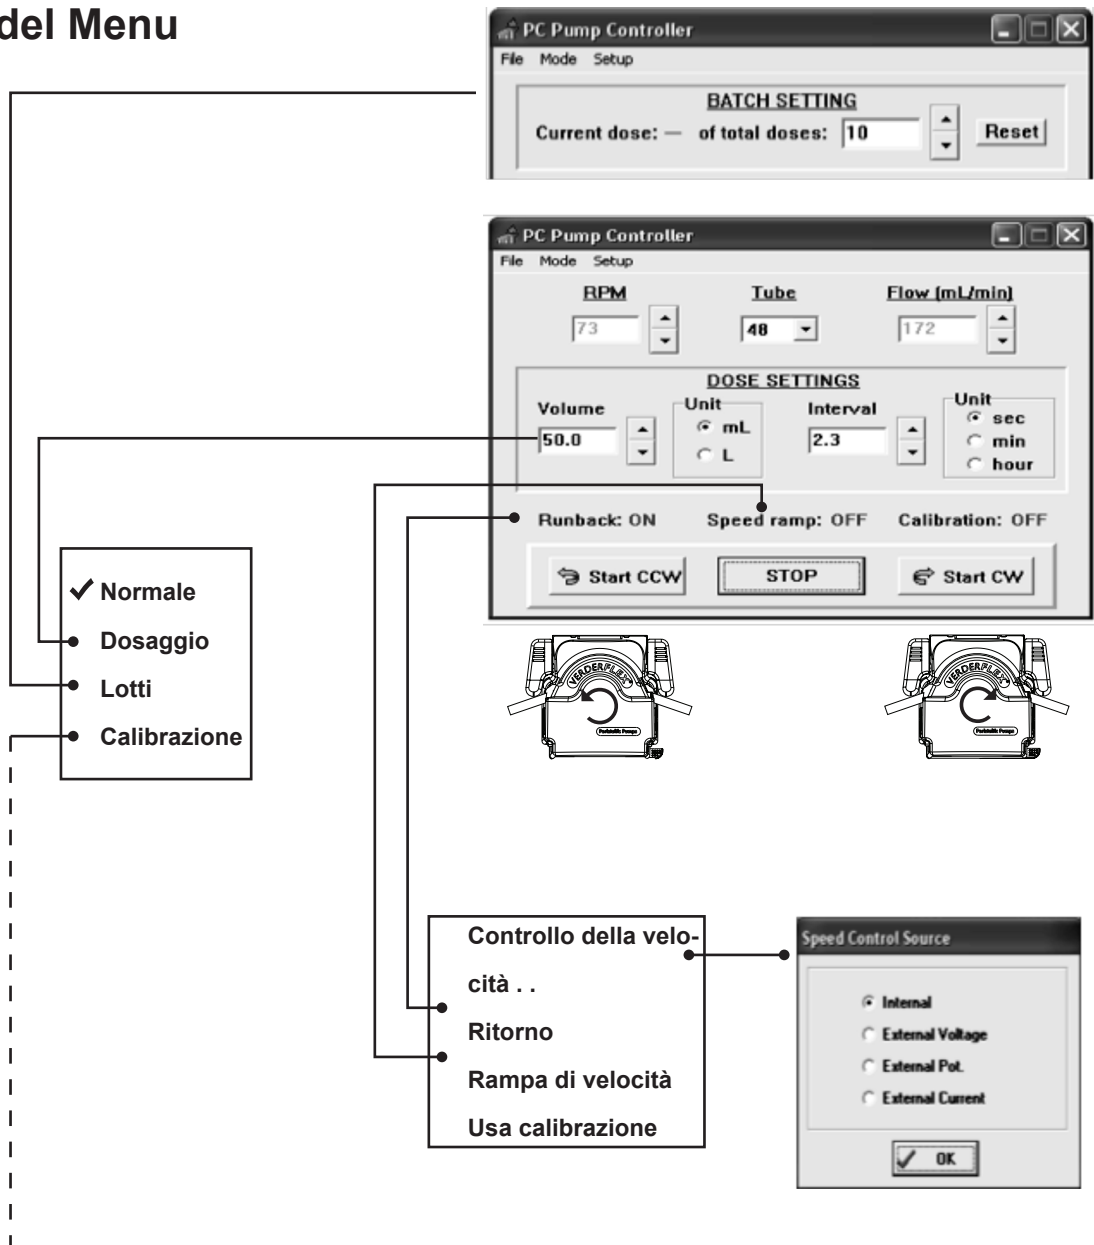 del Menu
PC Pump Controller
File Mode Setup
BATCH SETTING
Current dose: — of total doses: 10 Reset
PC Pump Controller
File Mode Setup
RPM Tube Flow (mL/min)
73 48 172
DOSE SETTINGS
Volume Unit Interval Unit
50.0 mL 2.3 sec
L min
hour
Runback: ON Speed ramp: OFF Calibration: OFF
Start CCW STOP Start CW
✓ Normale
Dosaggio
Lotti
Calibrazione
VERDERFLEX
Peristaltic Pumps
VERDERFLEX
Peristaltic Pumps
Controllo della velo-
cità . .
Ritorno
Rampa di velocità
Usa calibrazione
Speed Control Source
Internal
External Voltage
External Pot.
External Current
OK